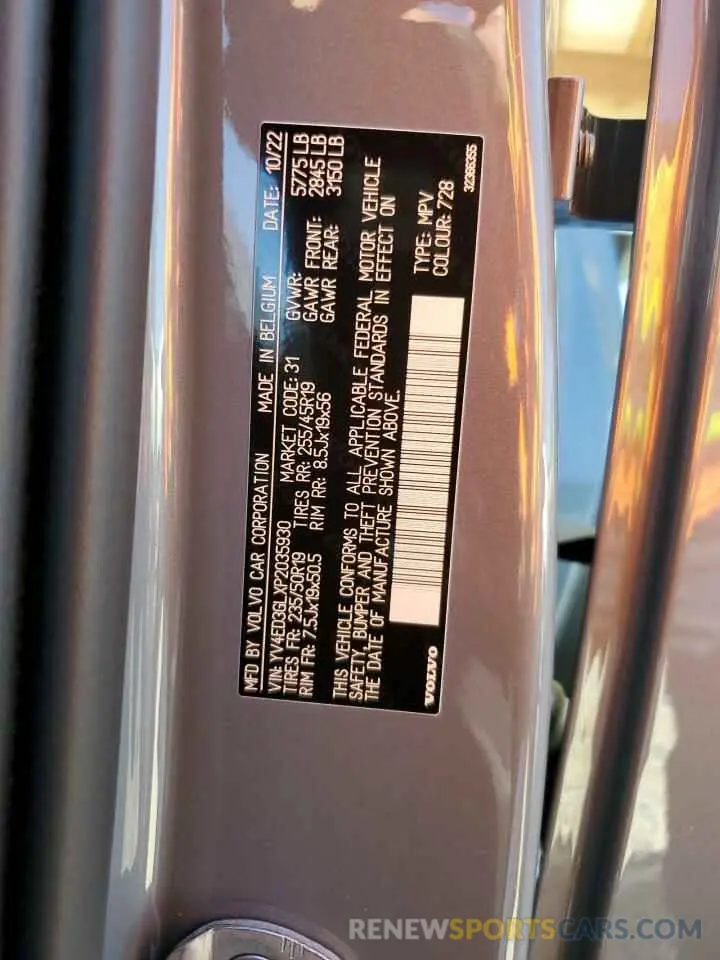 MFD BY VOLVO CAR CORPORATION MADE IN BELGIUM DATE: 10/22
VIN: YV4ED3GLXP2035930 MARKET CODE: 31 GVWR: 5775 LB
TIRES FR: 235/50R19 TIRES RR: 255/45R19 GAWR FRONT: 2845 LB
RIM FR: 7.5Jx19x50.5 RIM RR: 8.5Jx19x56 GAWR REAR: 3150 LB
THIS VEHICLE CONFORMS TO ALL APPLICABLE FEDERAL MOTOR VEHICLE
SAFETY, BUMPER AND THEFT PREVENTION STANDARDS IN EFFECT ON
THE DATE OF MANUFACTURE SHOWN ABOVE.
TYPE: MPV
COLOUR: 728
VOLVO
32366355
RENEWSPORTSCARS.COM